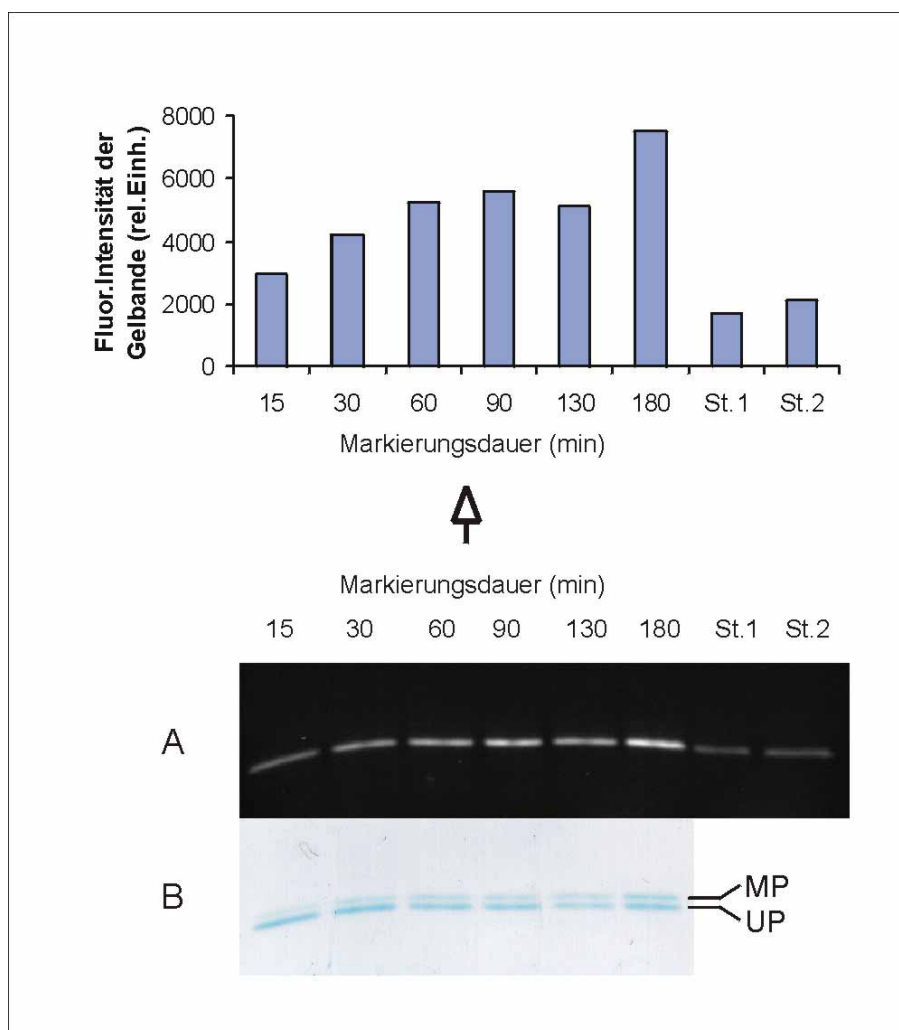 Fluor.Intensität der
Gelbande (rel.Einh.)
8000
6000
4000
2000
0
15 30 60 90 130 180 St.1 St.2
Markierungsdauer (min)
Markierungsdauer (min)
15 30 60 90 130 180 St.1 St.2
A
B
MP
UP